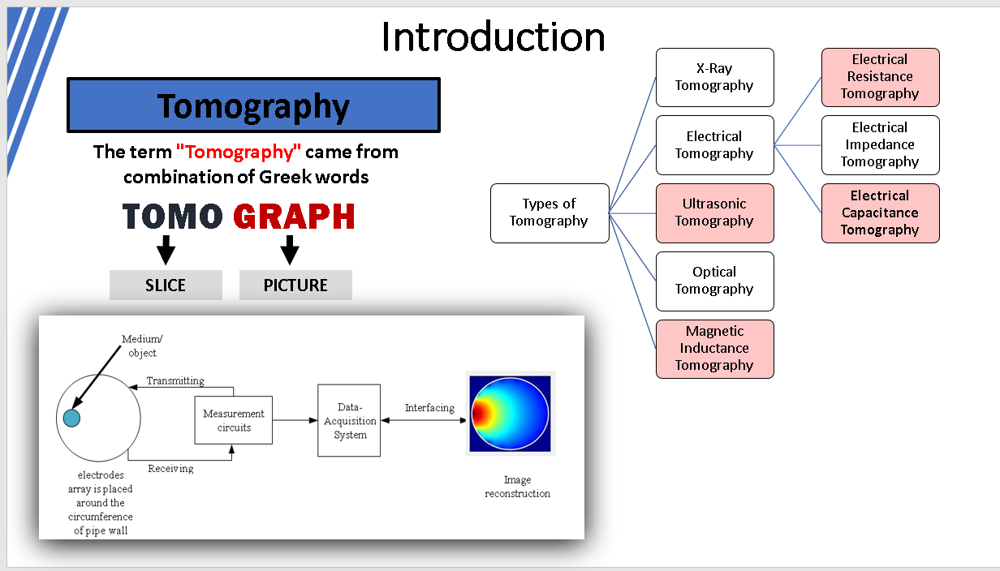 Introduction
Tomography
The term "Tomography" came from
combination of Greek words
TOMO GRAPH
SLICE
PICTURE
Types of
Tomography
X-Ray
Tomography
Electrical
Tomography
Ultrasonic
Tomography
Optical
Tomography
Magnetic
Inductance
Tomography
Electrical
Resistance
Tomography
Electrical
Impedance
Tomography
Electrical
Capacitance
Tomography
Medium/
object
Transmitting
Measurement
circuits
Receiving
electrodes
array is placed
around the
circumference
of pipe wall
Data-
Acquisition
System
Interfacing
Image
reconstruction